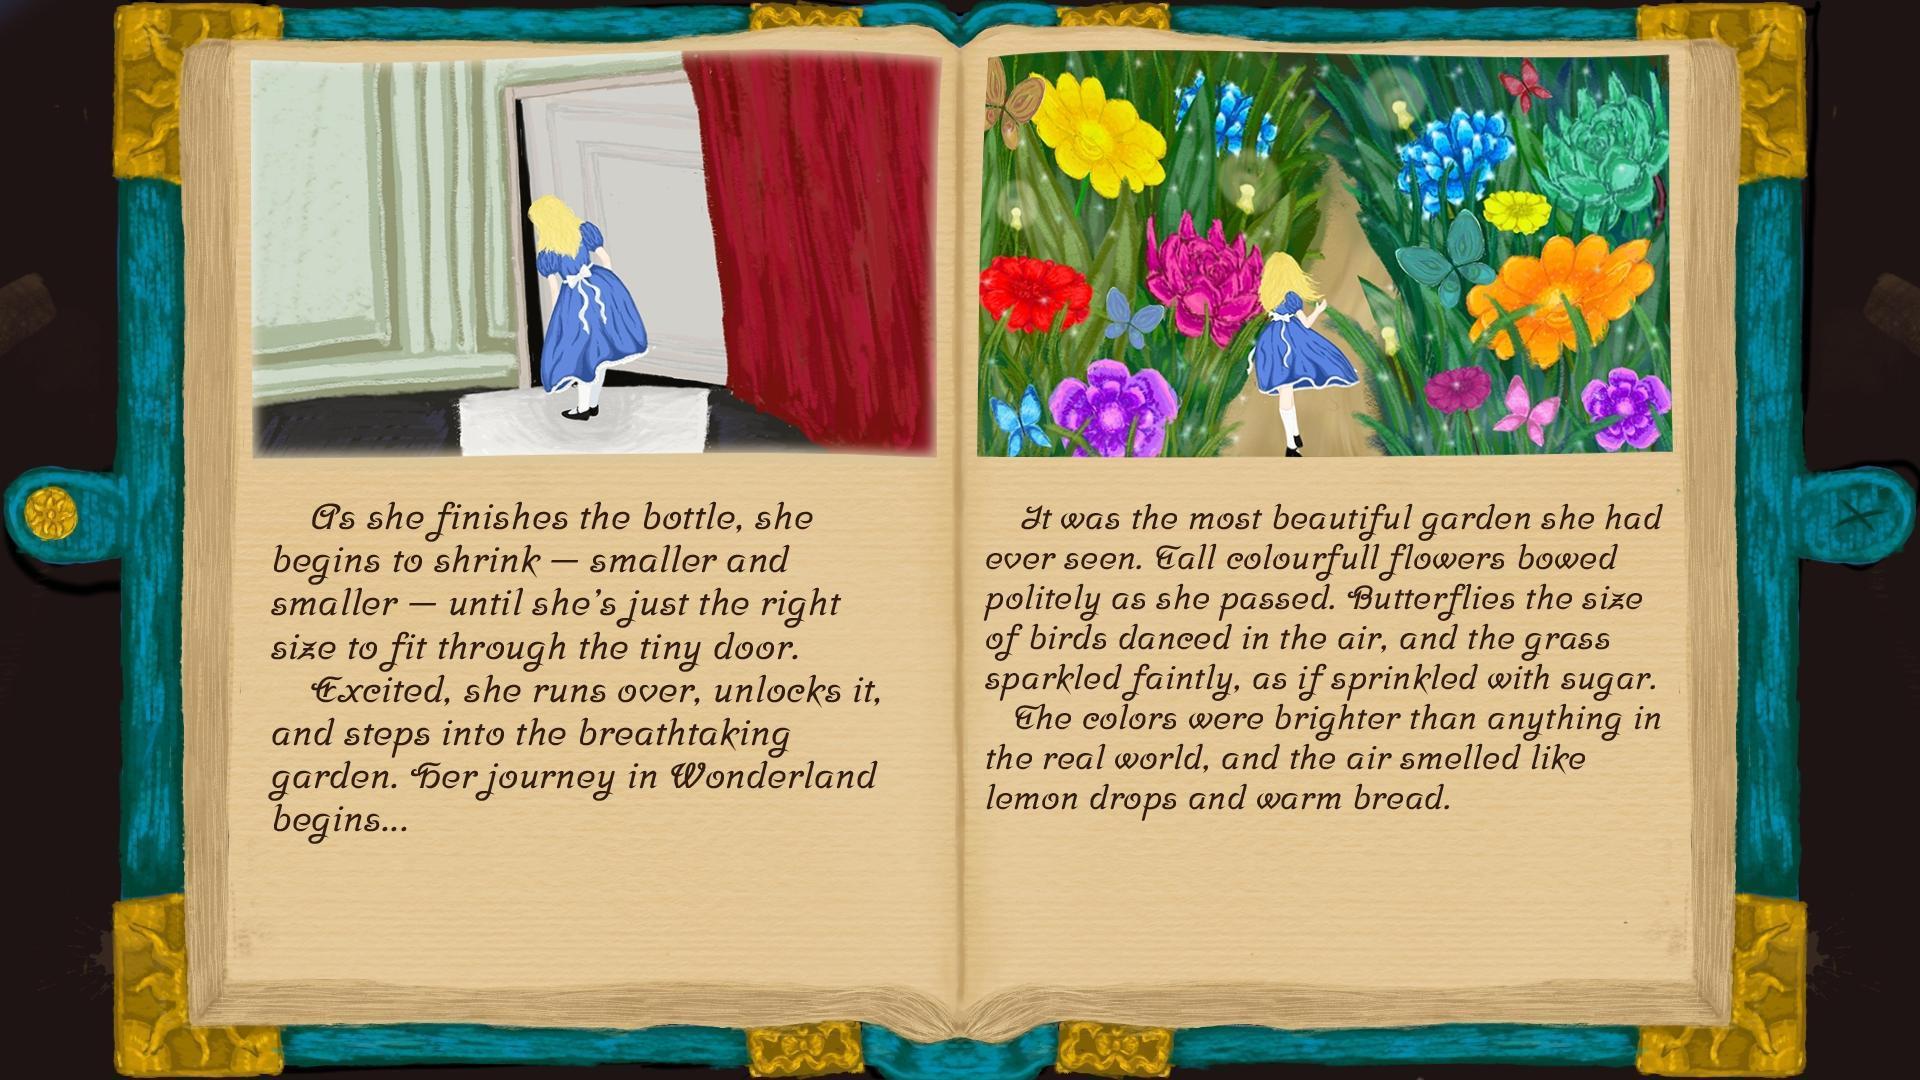 As she finishes the bottle, she
begins to shrink — smaller and
smaller — until she's just the right
size to fit through the tiny door.
Excited, she runs over, unlocks it,
and steps into the breathtaking
garden. Her journey in Wonderland
begins...
It was the most beautiful garden she had
ever seen. Tall colourfull flowers bowed
politely as she passed. Butterflies the size
of birds danced in the air, and the grass
sparkled faintly, as if sprinkled with sugar.
The colors were brighter than anything in
the real world, and the air smelled like
lemon drops and warm bread.